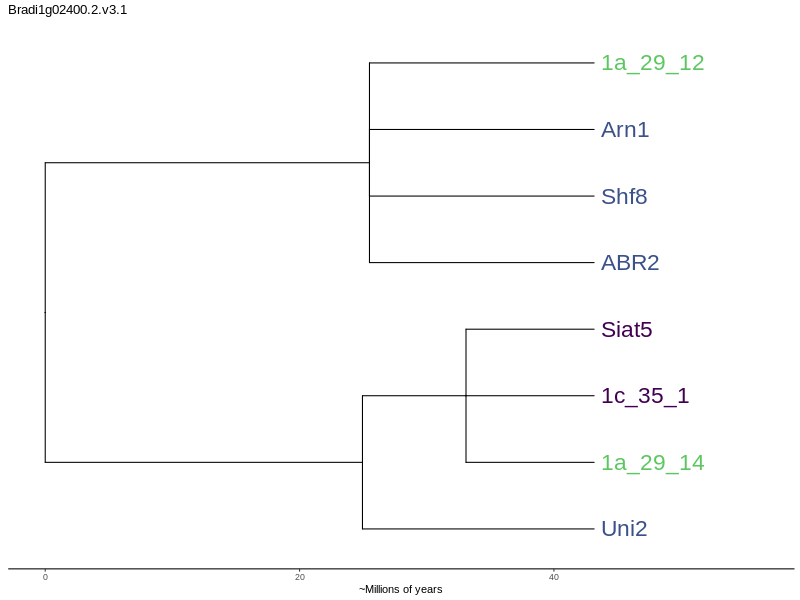 Bradi1g02400.2.v3.1
1a_29_12
Arn1
Shf8
ABR2
Siat5
1c_35_1
1a_29_14
Uni2
0 20 40
~Millions of years